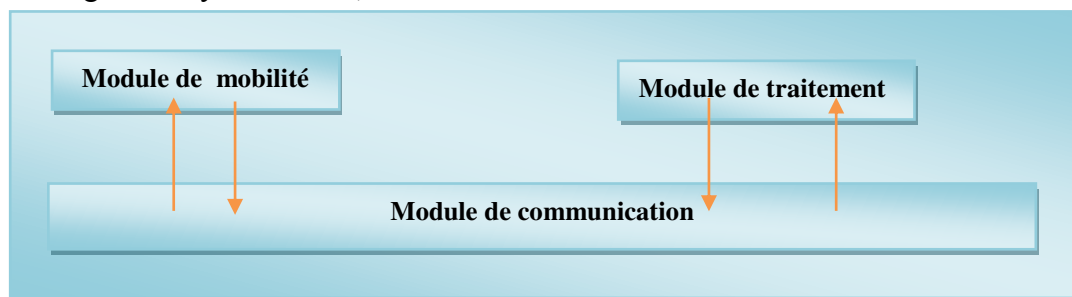 Module de mobilité
Module de traitement
Module de communication